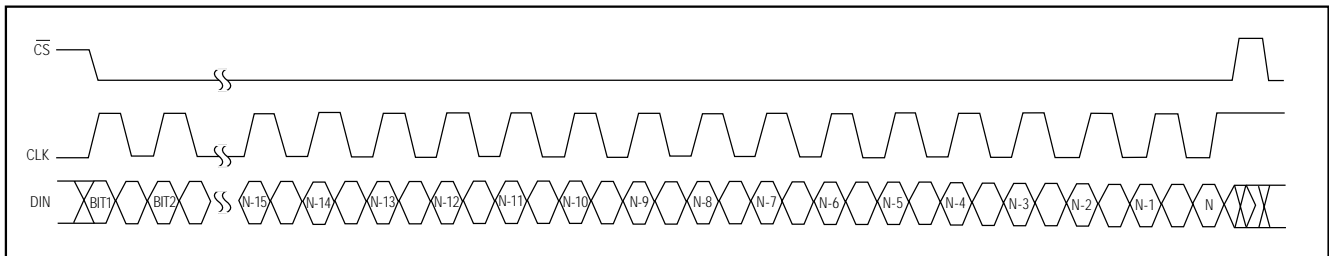 C̅S̅
CLK
DIN BIT1 BIT2 N-15 N-14 N-13 N-12 N-11 N-10 N-9 N-8 N-7 N-6 N-5 N-4 N-3 N-2 N-1 N